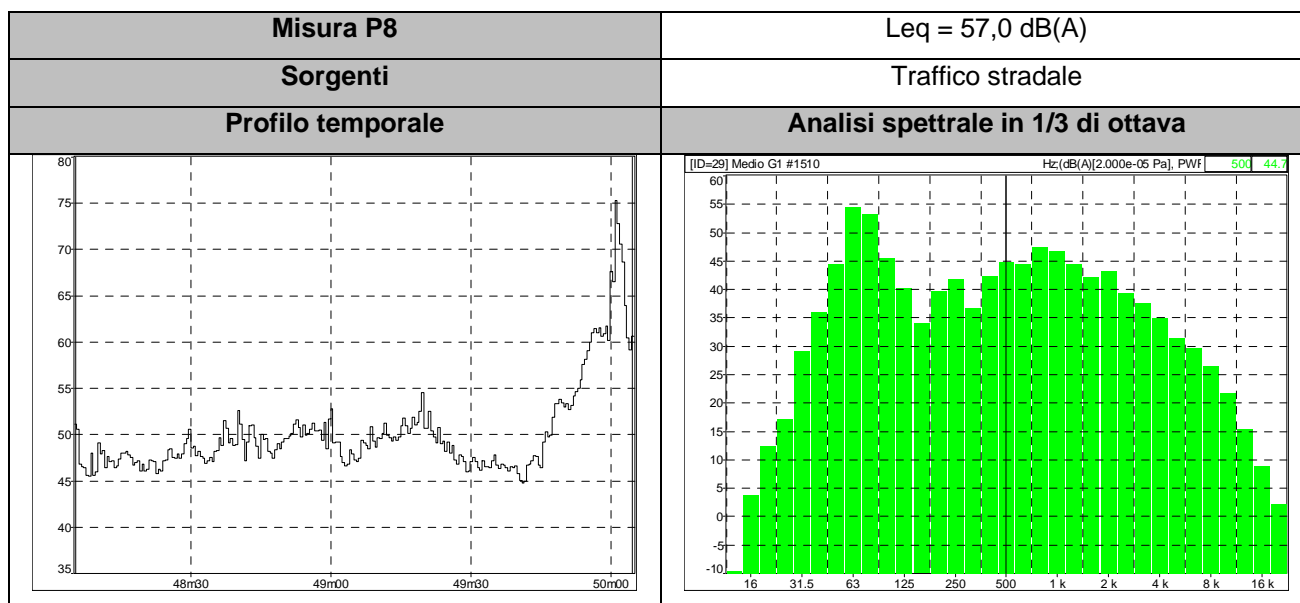 Misura P8
Leq = 57,0 dB(A)
Sorgenti
Traffico stradale
Profilo temporale
Analisi spettrale in 1/3 di ottava
80
75
70
65
60
55
50
45
40
35
48m30
49m00
49m30
50m00
[ID=29] Medio G1 #1510
Hz;(dB(A)[2.000e-05 Pa], PWR
500
44.7
60
55
50
45
40
35
30
25
20
15
10
5
0
-5
-10
16
31.5
63
125
250
500
1 k
2 k
4 k
8 k
16 k